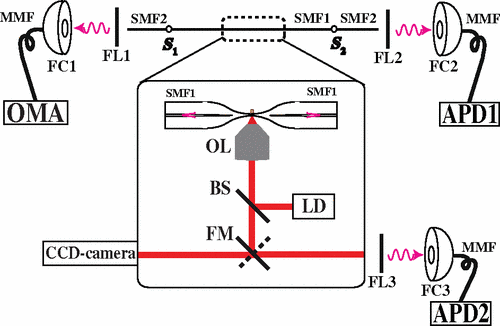 MMF
SMF2
SMF1
SMF2
MMF
S1
S2
FC1
FL1
FL2
FC2
OMA
APD1
SMF1
SMF1
OL
BS
LD
FM
CCD-camera
FL3
FC3
MMF
APD2